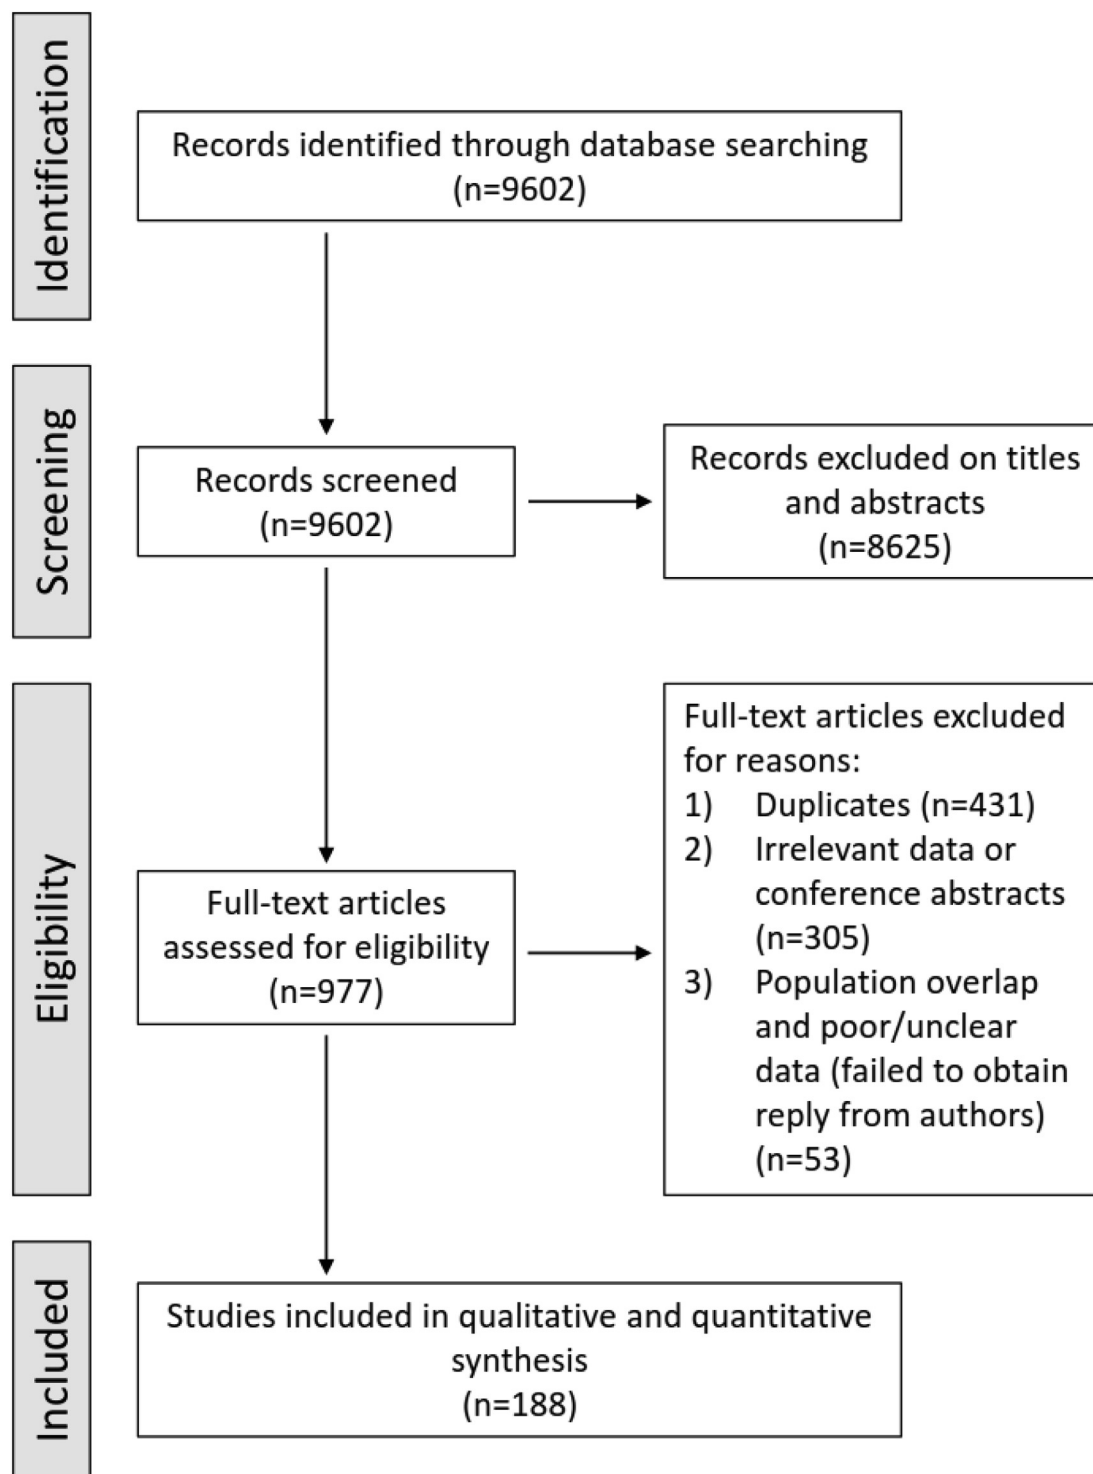 Identification
Records identified through database searching
(n=9602)
Screening
Records screened
(n=9602)
Records excluded on titles
and abstracts
(n=8625)
Eligibility
Full-text articles
assessed for eligibility
(n=977)
Full-text articles excluded
for reasons:
1) Duplicates (n=431)
2) Irrelevant data or
conference abstracts
(n=305)
3) Population overlap
and poor/unclear
data (failed to obtain
reply from authors)
(n=53)
Included
Studies included in qualitative and quantitative
synthesis
(n=188)